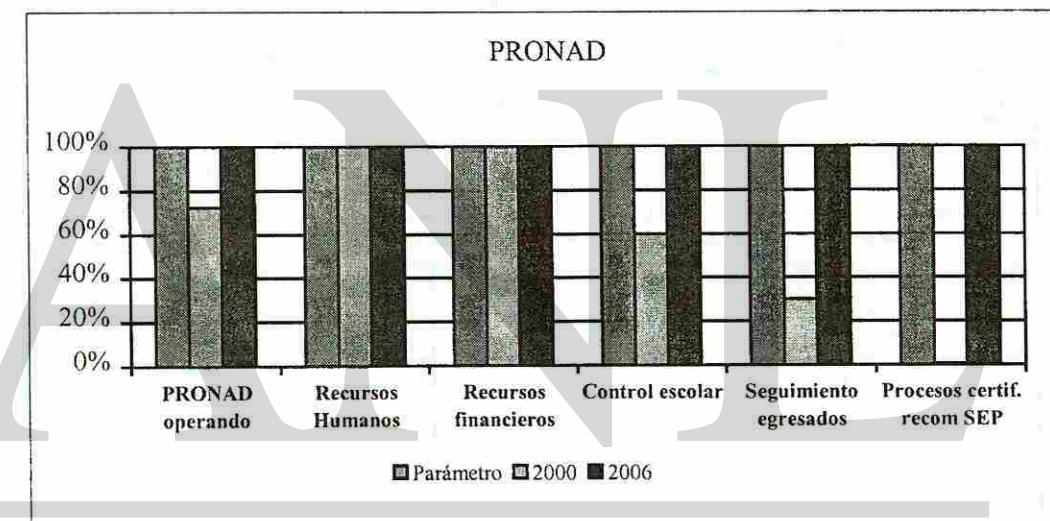 PRONAD
100%
80%
60%
40%
20%
0%
PRONAD operando
Recursos Humanos
Recursos financieros
Control escolar
Seguimiento egresados
Procesos certif. recom SEP
Parámetro 2000 2006
ANL